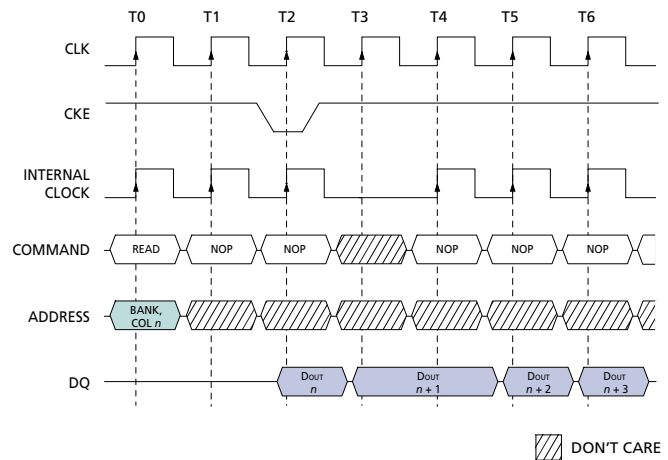 T0 T1 T2 T3 T4 T5 T6
CLK
CKE
INTERNAL
CLOCK
COMMAND READ NOP NOP NOP NOP NOP
ADDRESS BANK,
COL n
DQ DOUT DOUT DOUT DOUT
n n + 1 n + 2 n + 3
DON'T CARE